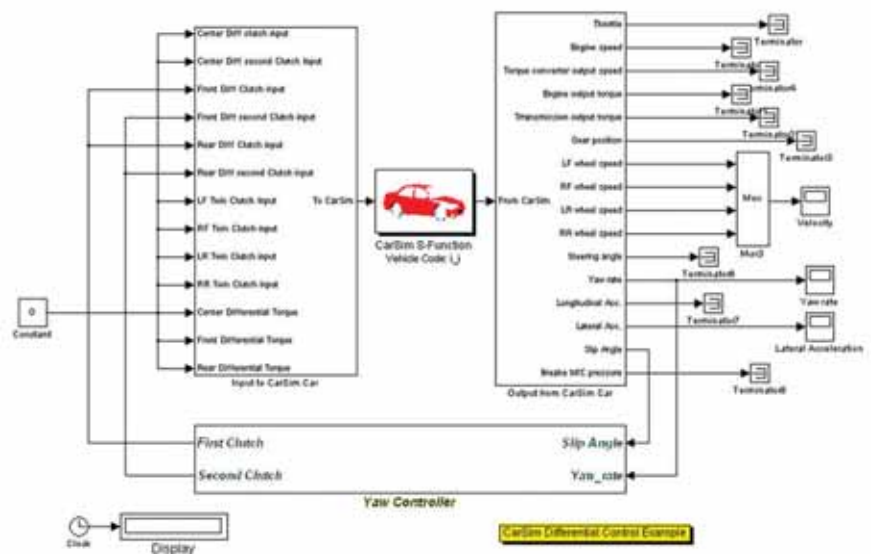 Center Diff clutch Input
Center Diff second Clutch Input
Front Diff Clutch Input
Front Diff second Clutch Input
Rear Diff Clutch Input
Rear Diff second Clutch Input
LF Twin Clutch Input
RF Twin Clutch Input
LR Twin Clutch Input
RR Twin Clutch Input
Center Differential Torque
Front Differential Torque
Rear Differential Torque
To CarSim
Input to CarSim Car
0
Constant
CarSim S-Function
Vehicle Code: i_i
From CarSim
Throttle
Engine speed
Torque converter output speed
Engine output torque
Transmission output torque
Gear position
LF wheel speed
RF wheel speed
LR wheel speed
RR wheel speed
Steering angle
Yaw rate
Longitudinal Acc.
Lateral Acc.
Slip Angle
Output from CarSim Car
Terminator
Terminator3
Mux
Mux3
Velocity
Yaw rate
Terminator7
Lateral Acceleration
First Clutch
Second Clutch
Slip Angle
Yaw_rate
Yaw Controller
Clock
Display
CarSim Differential Control Example